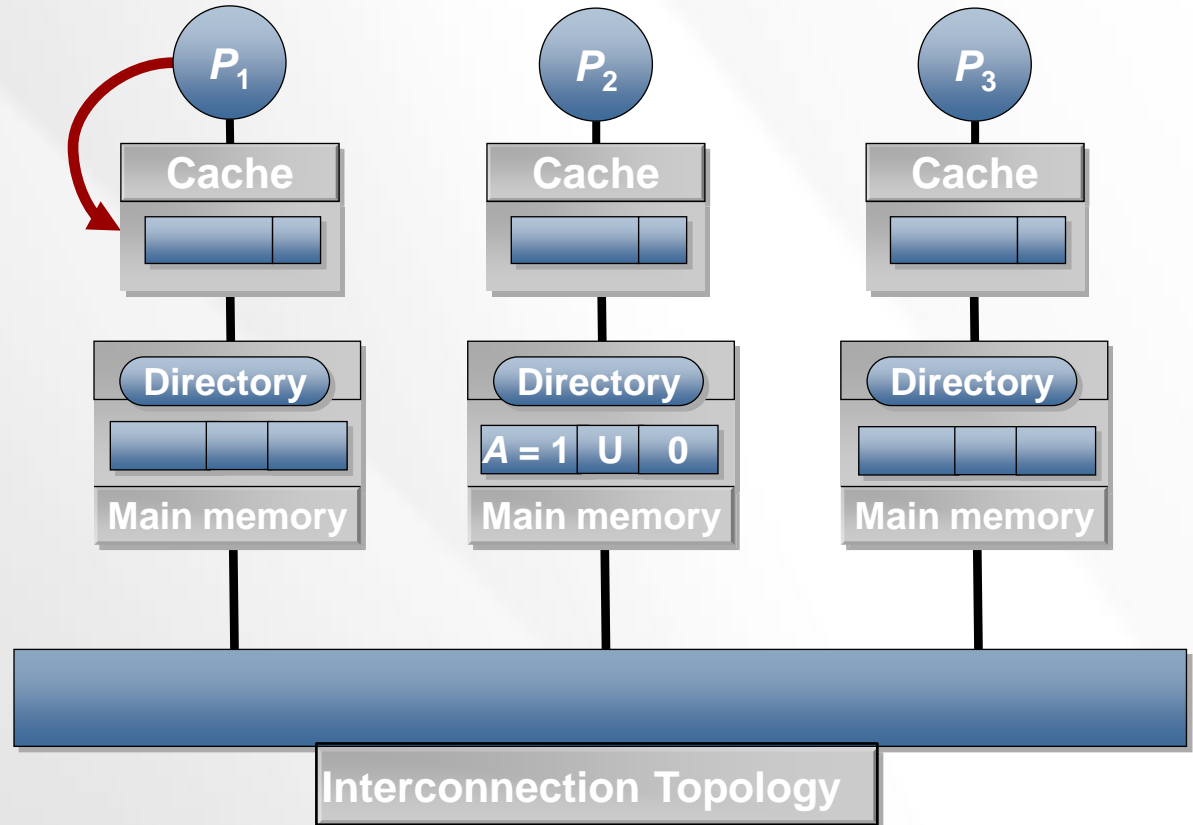 P1 P2 P3
Cache Cache Cache
Directory Directory Directory
A = 1 U 0
Main memory Main memory Main memory
Interconnection Topology